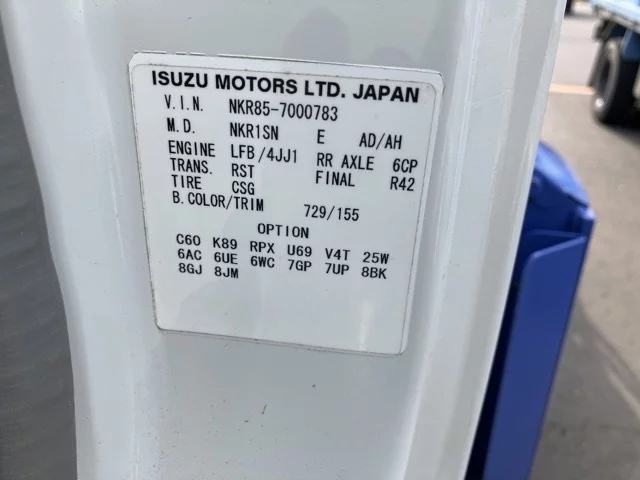 ISUZU MOTORS LTD. JAPAN
V.I.N. NKR85-7000783
M.D. NKR1SN E AD/AH
ENGINE LFB/4JJ1 RR AXLE 6CP
TRANS. RST FINAL R42
TIRE CSG
B.COLOR/TRIM 729/155
OPTION
C60 K89 RPX U69 V4T 25W
6AC 6UE 6WC 7GP 7UP 8BK
8GJ 8JM